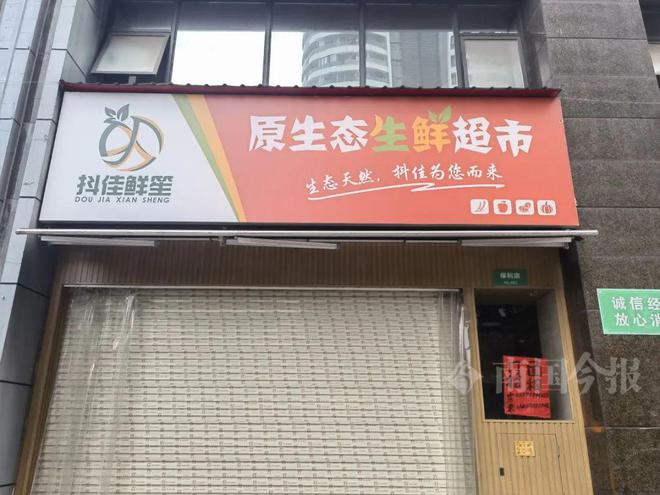 原生态生鲜超市
生态天然，抖佳为您而来
抖佳鲜笙
DOU JIA XIAN SHENG
保利店
诚信经
放心消
南国今报